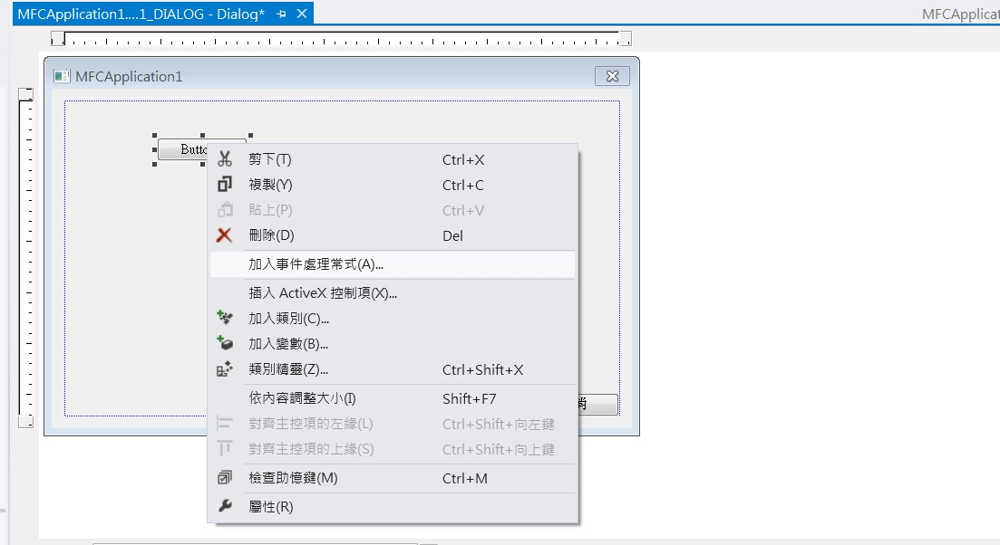 MFCApplication1....1_DIALOG - Dialog*
MFCApplicat
MFCApplication1
剪下(T) Ctrl+X
複製(Y) Ctrl+C
貼上(P) Ctrl+V
刪除(D) Del
加入事件處理常式(A)...
插入 ActiveX 控制項(X)...
加入類別(C)...
加入變數(B)...
類別精靈(Z)... Ctrl+Shift+X
依內容調整大小(I) Shift+F7
對齊主控項的左緣(L) Ctrl+Shift+向左鍵
對齊主控項的上緣(S) Ctrl+Shift+向上鍵
檢查助憶鍵(M) Ctrl+M
屬性(R)